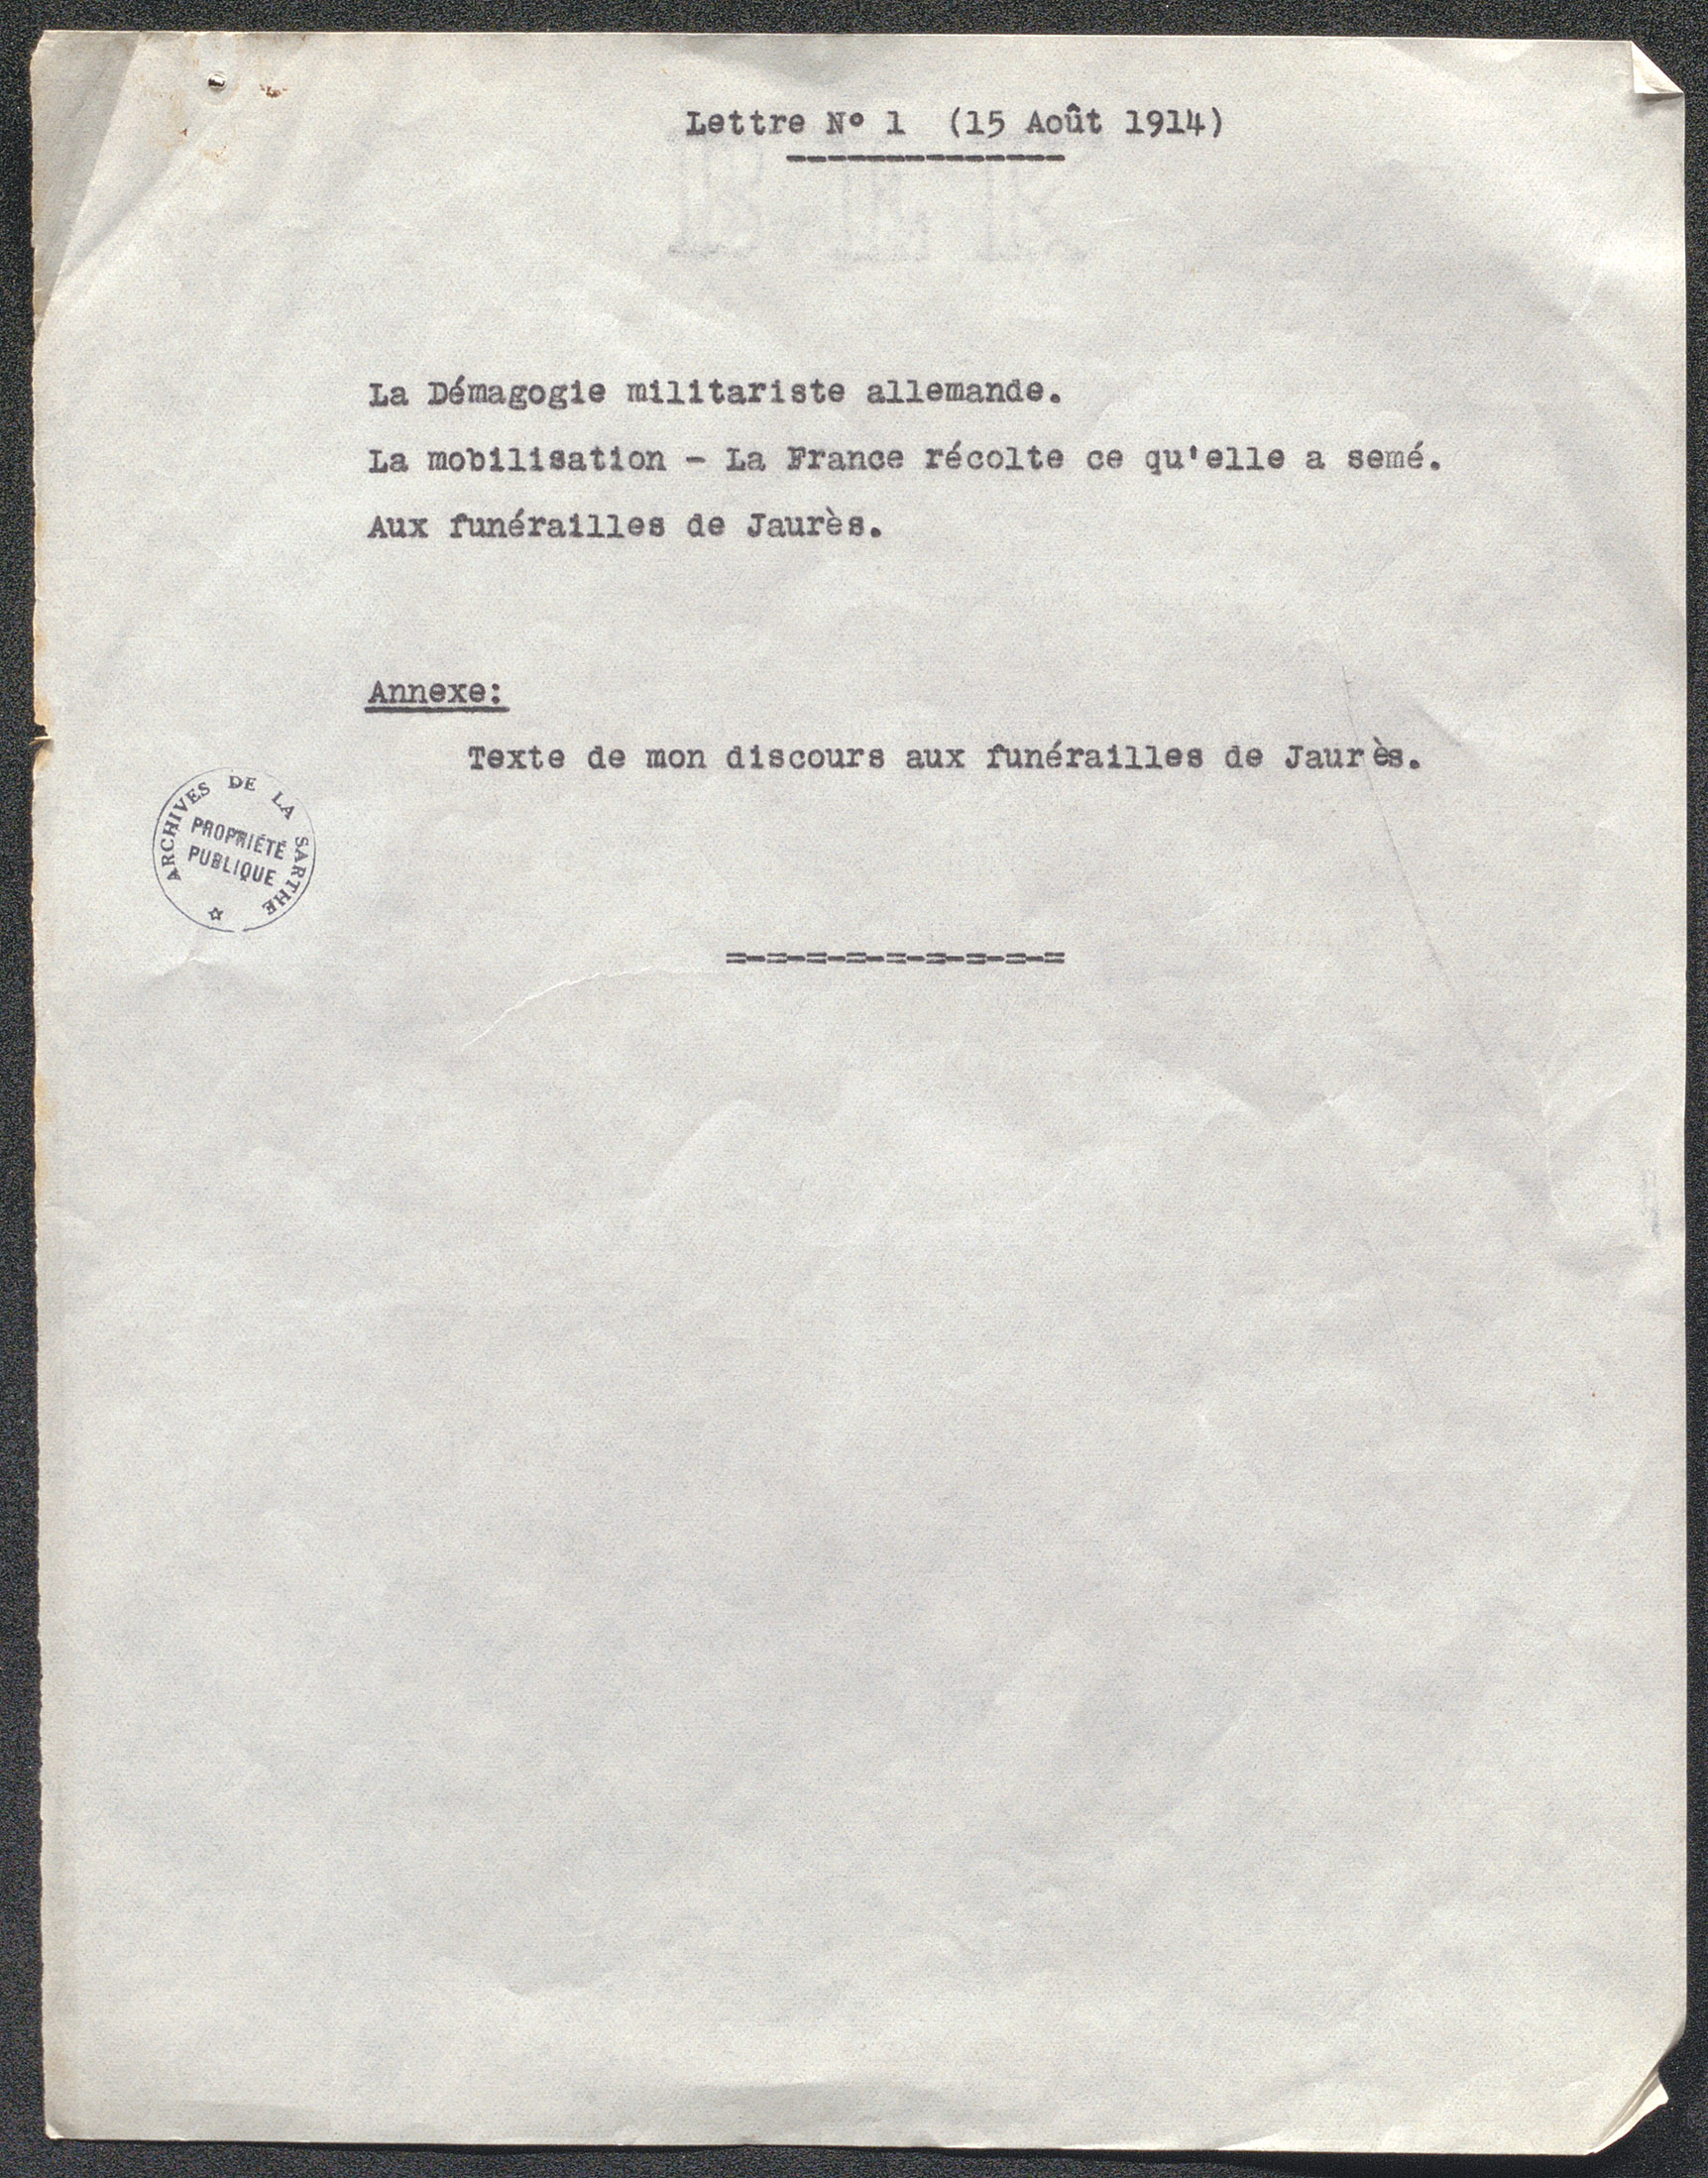 Lettre N° 1 (15 Août 1914)
La Démagogie militariste allemande.
La mobilisation - La France récolte ce qu'elle a semé.
Aux funérailles de Jaurès.
Annexe:
Texte de mon discours aux funérailles de Jaurès.
ARCHIVES DE LA SARTHE
PROPRIÉTÉ
PUBLIQUE
=-=-=-=-=-=-=-=-=